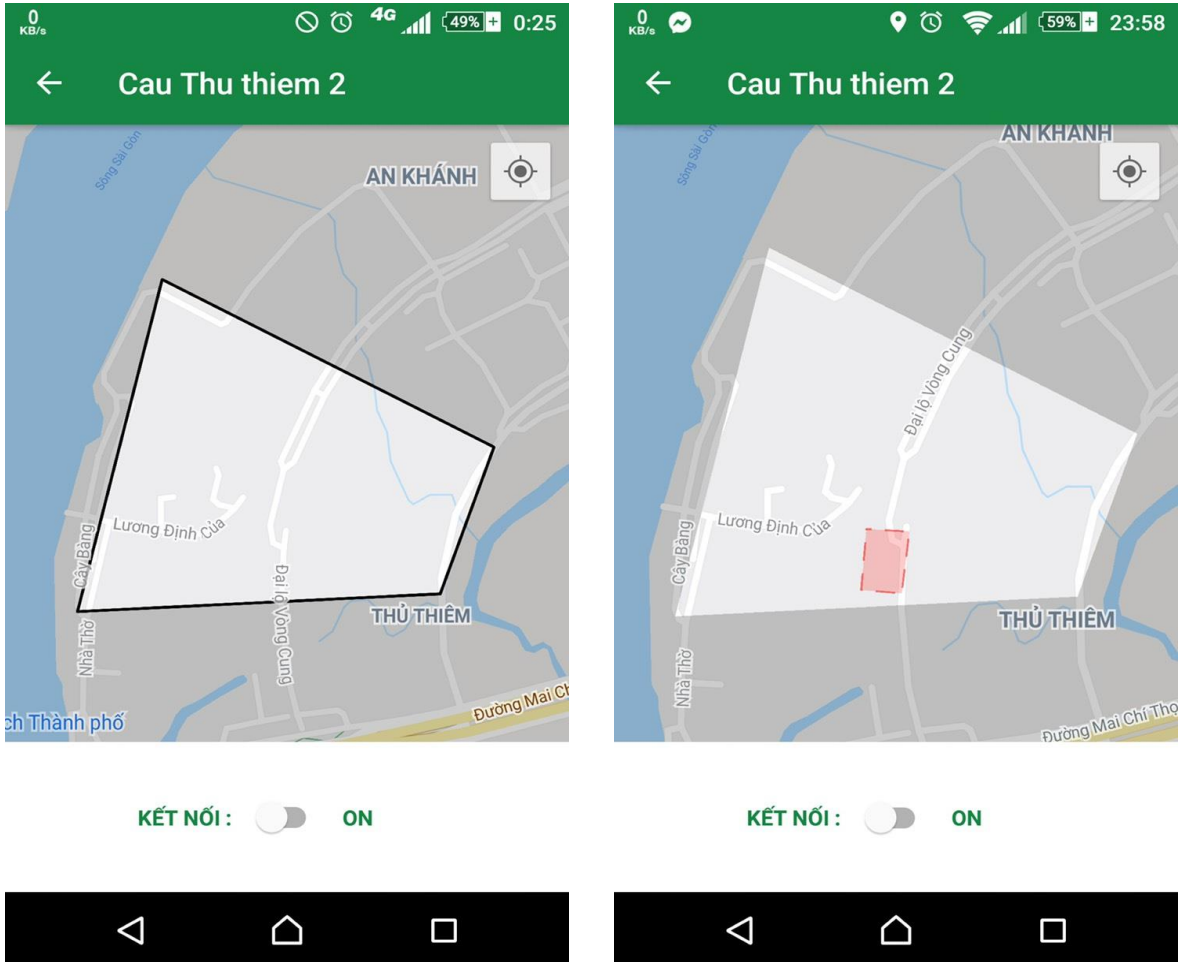 0
KB/s
4G
49%
0:25
Cau Thu thiem 2
Sông Sài Gòn
AN KHÁNH
Lương Định Của
Cây Bàng
Đại lộ Vòng Cung
THỦ THIÊM
Nhà Thờ
Đường Mai Ch
ch Thành phố
KẾT NỐI :
ON
0
KB/s
59%
23:58
Cau Thu thiem 2
Sông Sài Gòn
AN KHÁNH
Đại lộ Vòng Cung
Lương Định Của
Cây Bàng
THỦ THIÊM
Nhà Thờ
Đường Mai Chí Thọ
KẾT NỐI :
ON